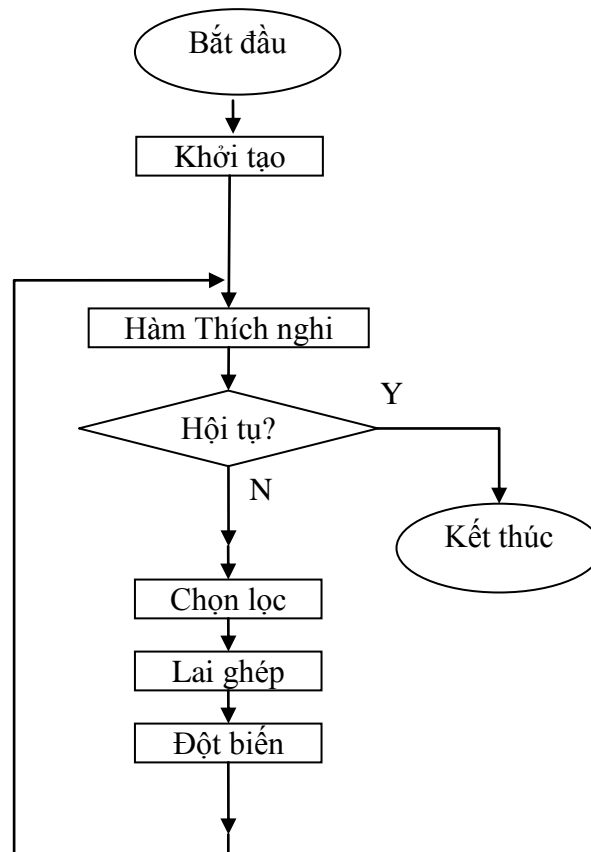 Bắt đầu
Khởi tạo
Hàm Thích nghi
Hội tụ?
Y
N
Kết thúc
Chọn lọc
Lai ghép
Đột biến